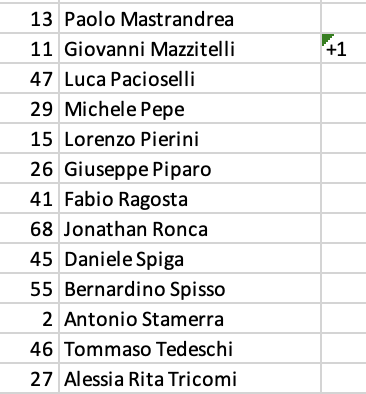 13 Paolo Mastrandrea
11 Giovanni Mazzitelli +1
47 Luca Pacioselli
29 Michele Pepe
15 Lorenzo Pierini
26 Giuseppe Piparo
41 Fabio Ragosta
68 Jonathan Ronca
45 Daniele Spiga
55 Bernardino Spisso
2 Antonio Stamerra
46 Tommaso Tedeschi
27 Alessia Rita Tricomi